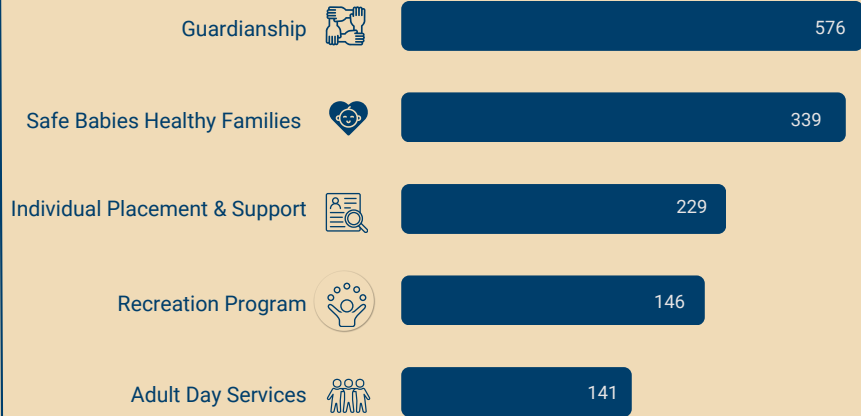 Guardianship 576
Safe Babies Healthy Families 339
Individual Placement & Support 229
Recreation Program 146
Adult Day Services 141